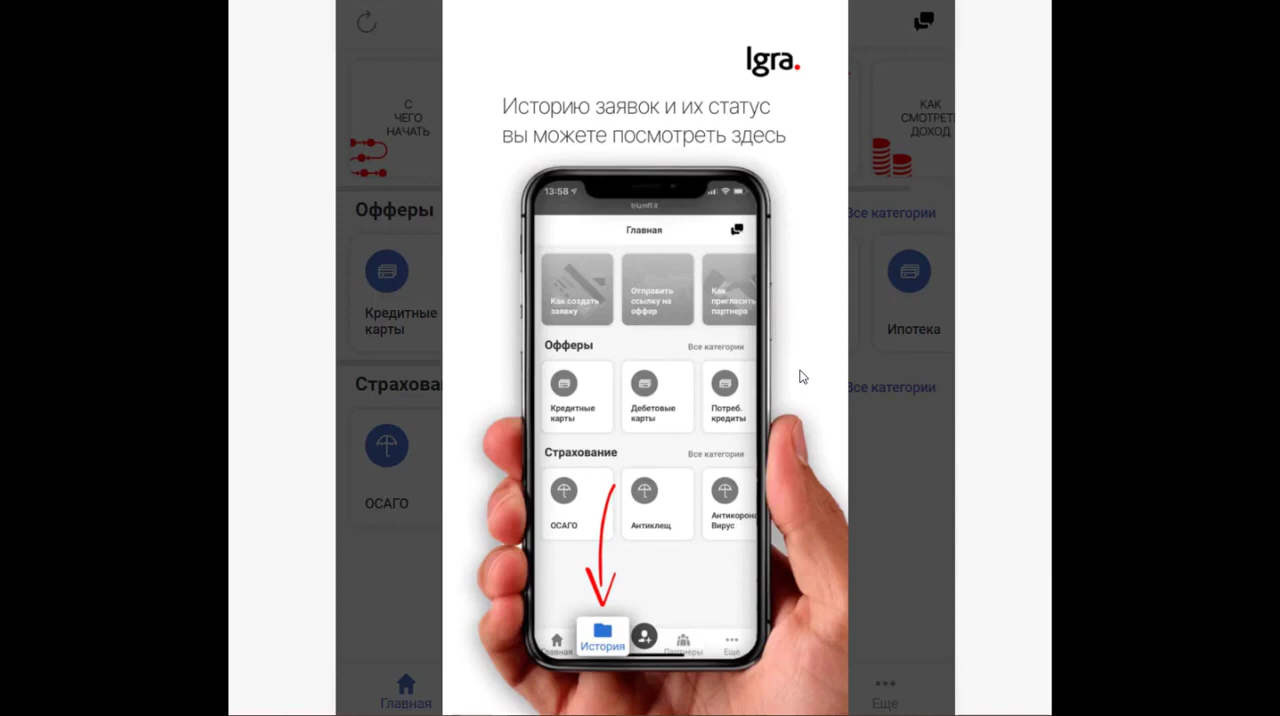 Igra.
Историю заявок и их статус
вы можете посмотреть здесь
13:58
triumff.it
Главная
Как создать
заявку
Отправить
ссылку на
оффер
Как
пригласить
партнера
Офферы
Все категории
Кредитные
карты
Дебетовые
карты
Потреб.
кредиты
Страхование
Все категории
ОСАГО
Антиклещ
Антикорона
Вирус
Главная
История
Партнеры
Еще
С
ЧЕГО
НАЧАТЬ
КАК
СМОТРЕТЬ
ДОХОД
Офферы
Все категории
Кредитные
карты
Ипотека
Страхован
Все категории
ОСАГО
Главная
Еще